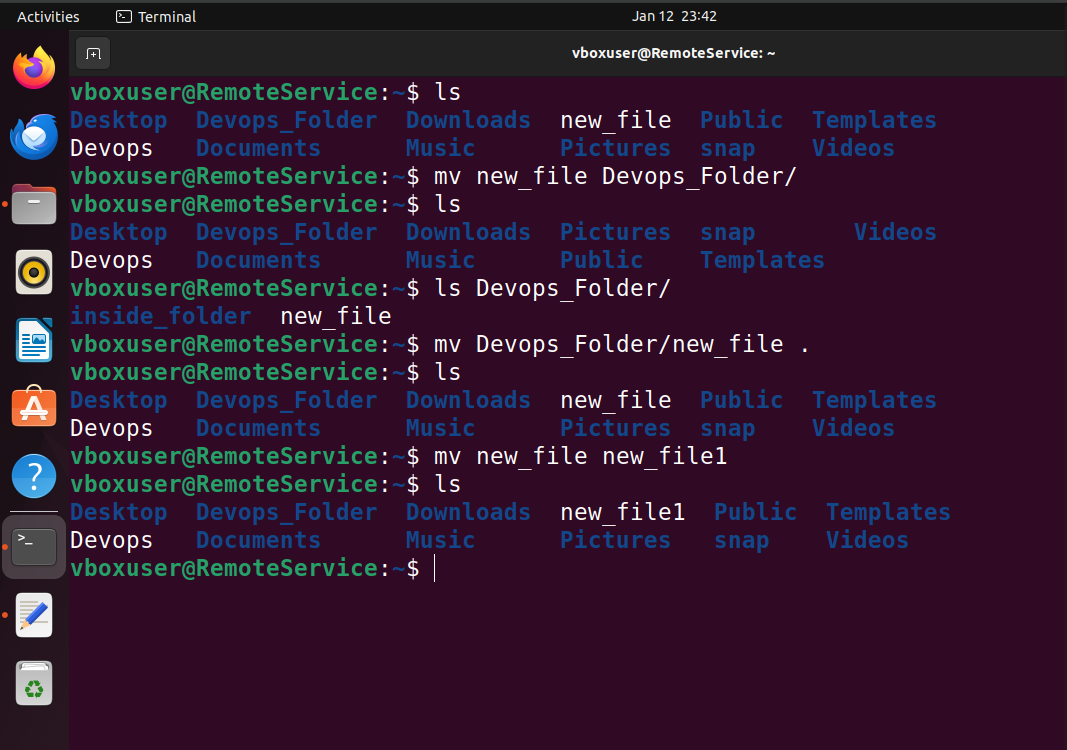 Activities Terminal Jan 12 23:42
vboxuser@RemoteService: ~
vboxuser@RemoteService:~$ ls
Desktop Devops_Folder Downloads new_file Public Templates
Devops Documents Music Pictures snap Videos
vboxuser@RemoteService:~$ mv new_file Devops_Folder/
vboxuser@RemoteService:~$ ls
Desktop Devops_Folder Downloads Pictures snap Videos
Devops Documents Music Public Templates
vboxuser@RemoteService:~$ ls Devops_Folder/
inside_folder new_file
vboxuser@RemoteService:~$ mv Devops_Folder/new_file .
vboxuser@RemoteService:~$ ls
Desktop Devops_Folder Downloads new_file Public Templates
Devops Documents Music Pictures snap Videos
vboxuser@RemoteService:~$ mv new_file new_file1
vboxuser@RemoteService:~$ ls
Desktop Devops_Folder Downloads new_file1 Public Templates
Devops Documents Music Pictures snap Videos
vboxuser@RemoteService:~$